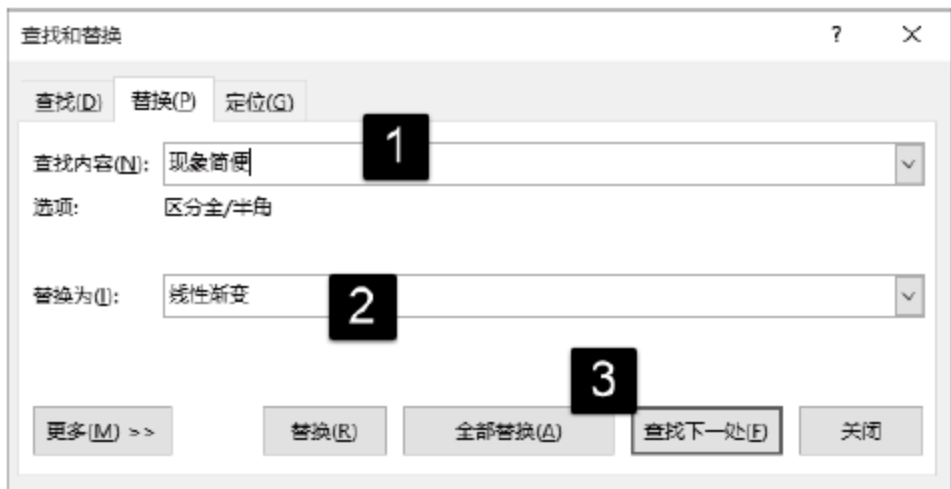 查找和替换 ? ×
查找(D) 替换(P) 定位(G)
1
查找内容(N): 现象简便
选项: 区分全/半角
替换为(I): 线性渐变
2
3
更多(M) >> 替换(R) 全部替换(A) 查找下一处(F) 关闭